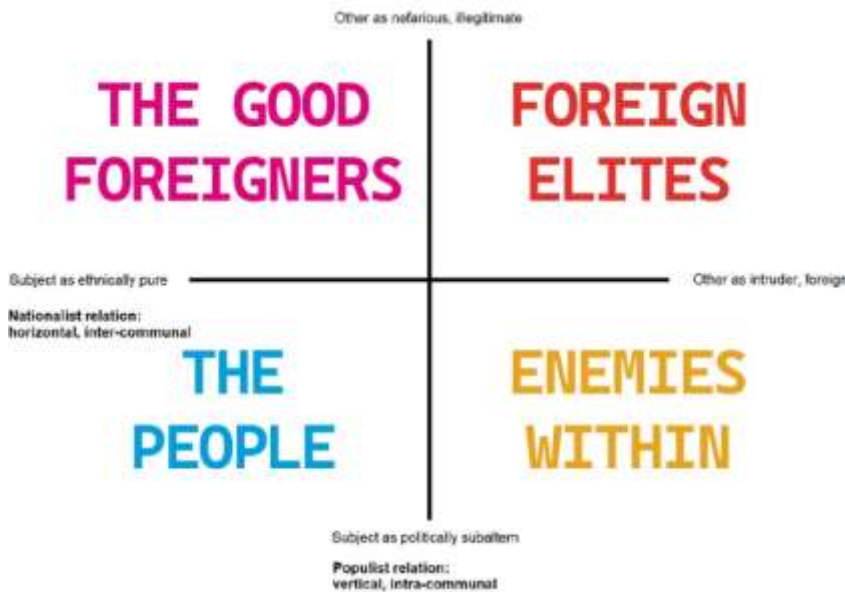 Other as nefarious, illegitimate
THE GOOD
FOREIGNERS
FOREIGN
ELITES
Subject as ethnically pure
Other as intruder, foreign
Nationalist relation:
horizontal, inter-communal
THE
PEOPLE
ENEMIES
WITHIN
Subject as politically subaltern
Populist relation:
vertical, intra-communal